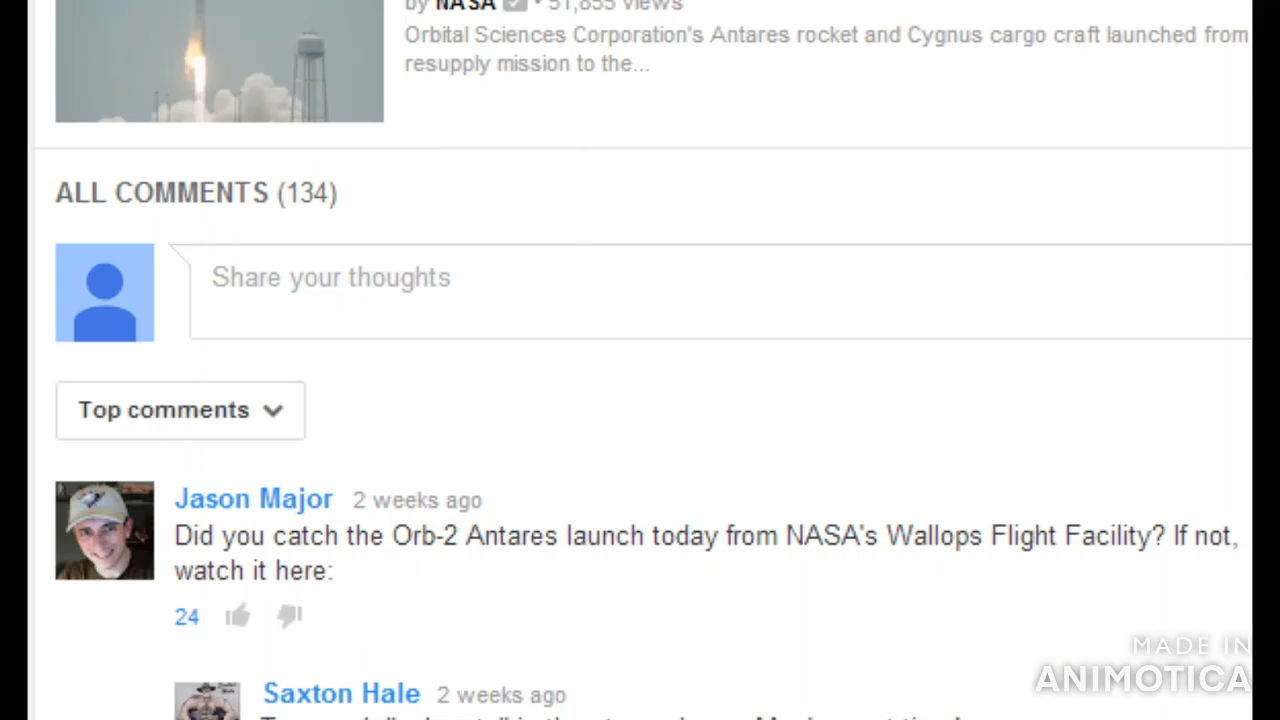 by NASA • 51,855 views
Orbital Sciences Corporation's Antares rocket and Cygnus cargo craft launched from
resupply mission to the...
ALL COMMENTS (134)
Share your thoughts
Top comments
Jason Major 2 weeks ago
Did you catch the Orb-2 Antares launch today from NASA's Wallops Flight Facility? If not,
watch it here:
24
MADE IN
ANIMOTICA
Saxton Hale 2 weeks ago